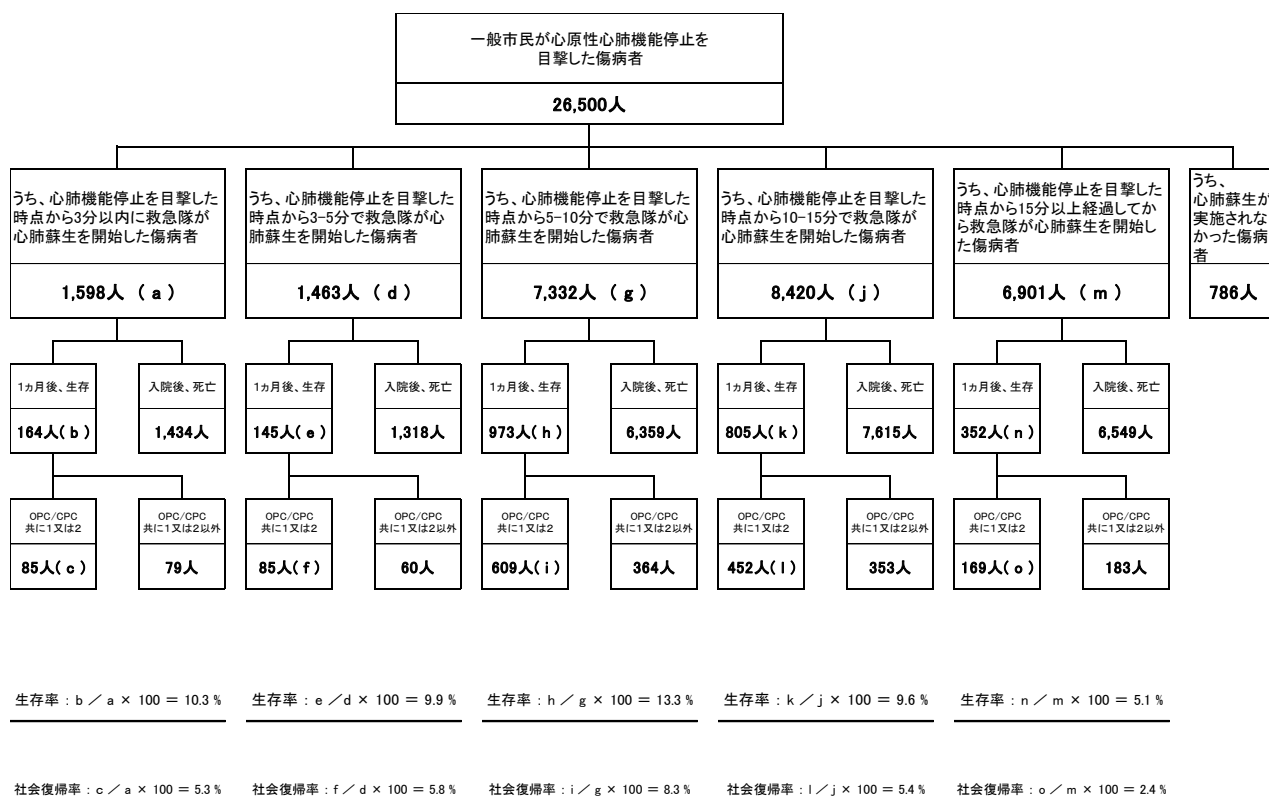 一般市民が心原性心肺機能停止を
目撃した傷病者
26,500人
うち、心肺機能停止を目撃した
時点から3分以内に救急隊が
心肺蘇生を開始した傷病者
1,598人 ( a )
うち、心肺機能停止を目撃した
時点から3-5分で救急隊が心
肺蘇生を開始した傷病者
1,463人 ( d )
うち、心肺機能停止を目撃した
時点から5-10分で救急隊が心
肺蘇生を開始した傷病者
7,332人 ( g )
うち、心肺機能停止を目撃した
時点から10-15分で救急隊が
心肺蘇生を開始した傷病者
8,420人 ( j )
うち、心肺機能停止を目撃した
時点から15分以上経過してか
ら救急隊が心肺蘇生を開始し
た傷病者
6,901人 ( m )
うち、
心肺蘇生が
実施されな
かった傷病
者
786人
1ヵ月後、生存
164人( b )
入院後、死亡
1,434人
1ヵ月後、生存
145人( e )
入院後、死亡
1,318人
1ヵ月後、生存
973人( h )
入院後、死亡
6,359人
1ヵ月後、生存
805人( k )
入院後、死亡
7,615人
1ヵ月後、生存
352人( n )
入院後、死亡
6,549人
OPC/CPC
共に1又は2
85人( c )
OPC/CPC
共に1又は2以外
79人
OPC/CPC
共に1又は2
85人( f )
OPC/CPC
共に1又は2以外
60人
OPC/CPC
共に1又は2
609人( i )
OPC/CPC
共に1又は2以外
364人
OPC/CPC
共に1又は2
452人( l )
OPC/CPC
共に1又は2以外
353人
OPC/CPC
共に1又は2
169人( o )
OPC/CPC
共に1又は2以外
183人
生存率 : b ／ a × 100 = 10.3 %
生存率 : e ／ d × 100 = 9.9 %
生存率 : h ／ g × 100 = 13.3 %
生存率 : k ／ j × 100 = 9.6 %
生存率 : n ／ m × 100 = 5.1 %
社会復帰率 : c ／ a × 100 = 5.3 %
社会復帰率 : f ／ d × 100 = 5.8 %
社会復帰率 : i ／ g × 100 = 8.3 %
社会復帰率 : l ／ j × 100 = 5.4 %
社会復帰率 : o ／ m × 100 = 2.4 %